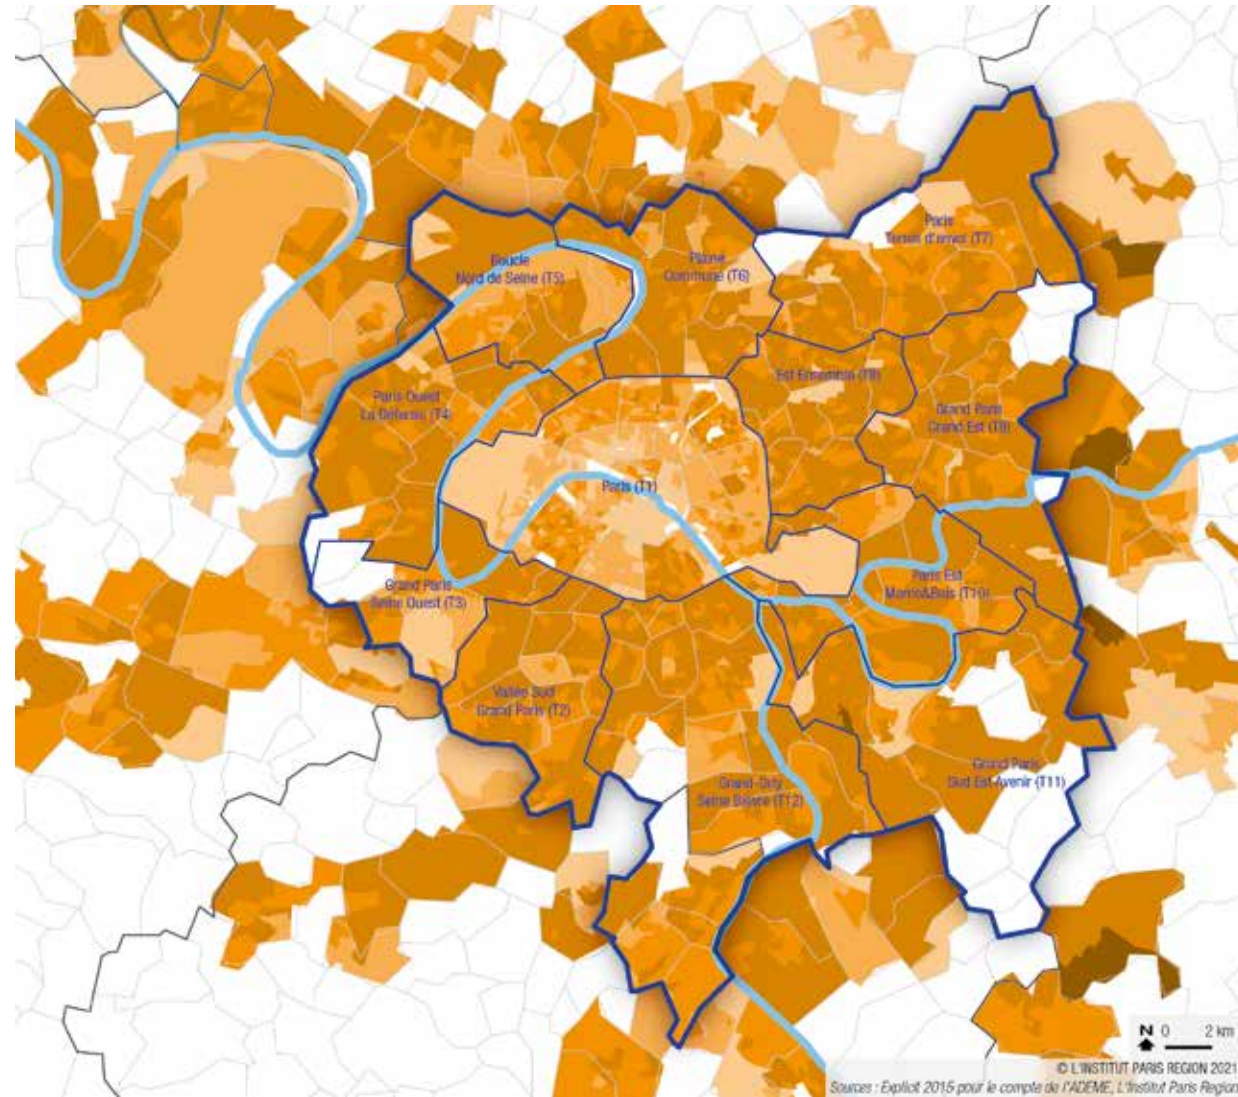 Paris
Terres d'envol (T7)
Boucle
Nord de Seine (T5)
Plaine
Commune (T6)
Est Ensemble (T8)
Paris Ouest
La Défense (T4)
Grand Paris
Grand Est (T9)
Paris (T1)
Grand Paris
Seine Ouest (T3)
Paris Est
Marne&Bois (T10)
Vallée Sud
Grand Paris (T2)
Grand Paris
Sud Est Avenir (T11)
Grand-Orly
Seine Bièvre (T12)
N 0 2 km
© L'INSTITUT PARIS REGION 2021
Sources : Explicit 2015 pour le compte de l'ADEME, L'Institut Paris Region